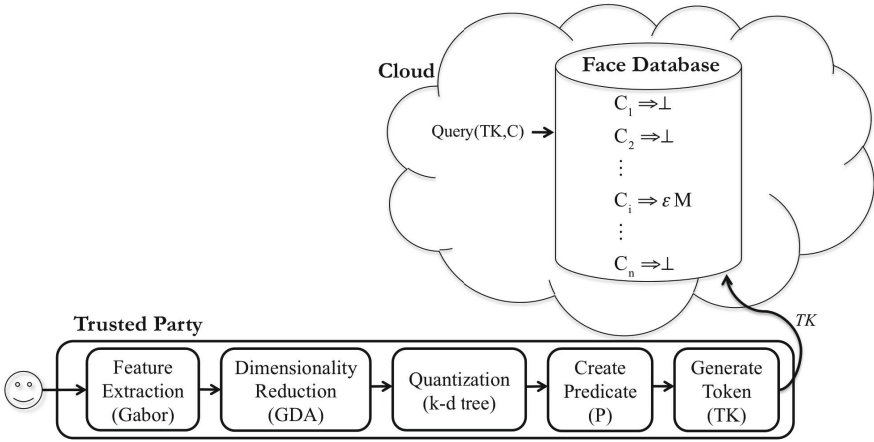 Cloud
Face Database
C₁ ⇒⊥
Query(TK,C)
C₂ ⇒⊥
⋮
Cᵢ ⇒ ε M
⋮
Cₙ ⇒⊥
TK
Trusted Party
Feature
Extraction
(Gabor)
Dimensionality
Reduction
(GDA)
Quantization
(k-d tree)
Create
Predicate
(P)
Generate
Token
(TK)